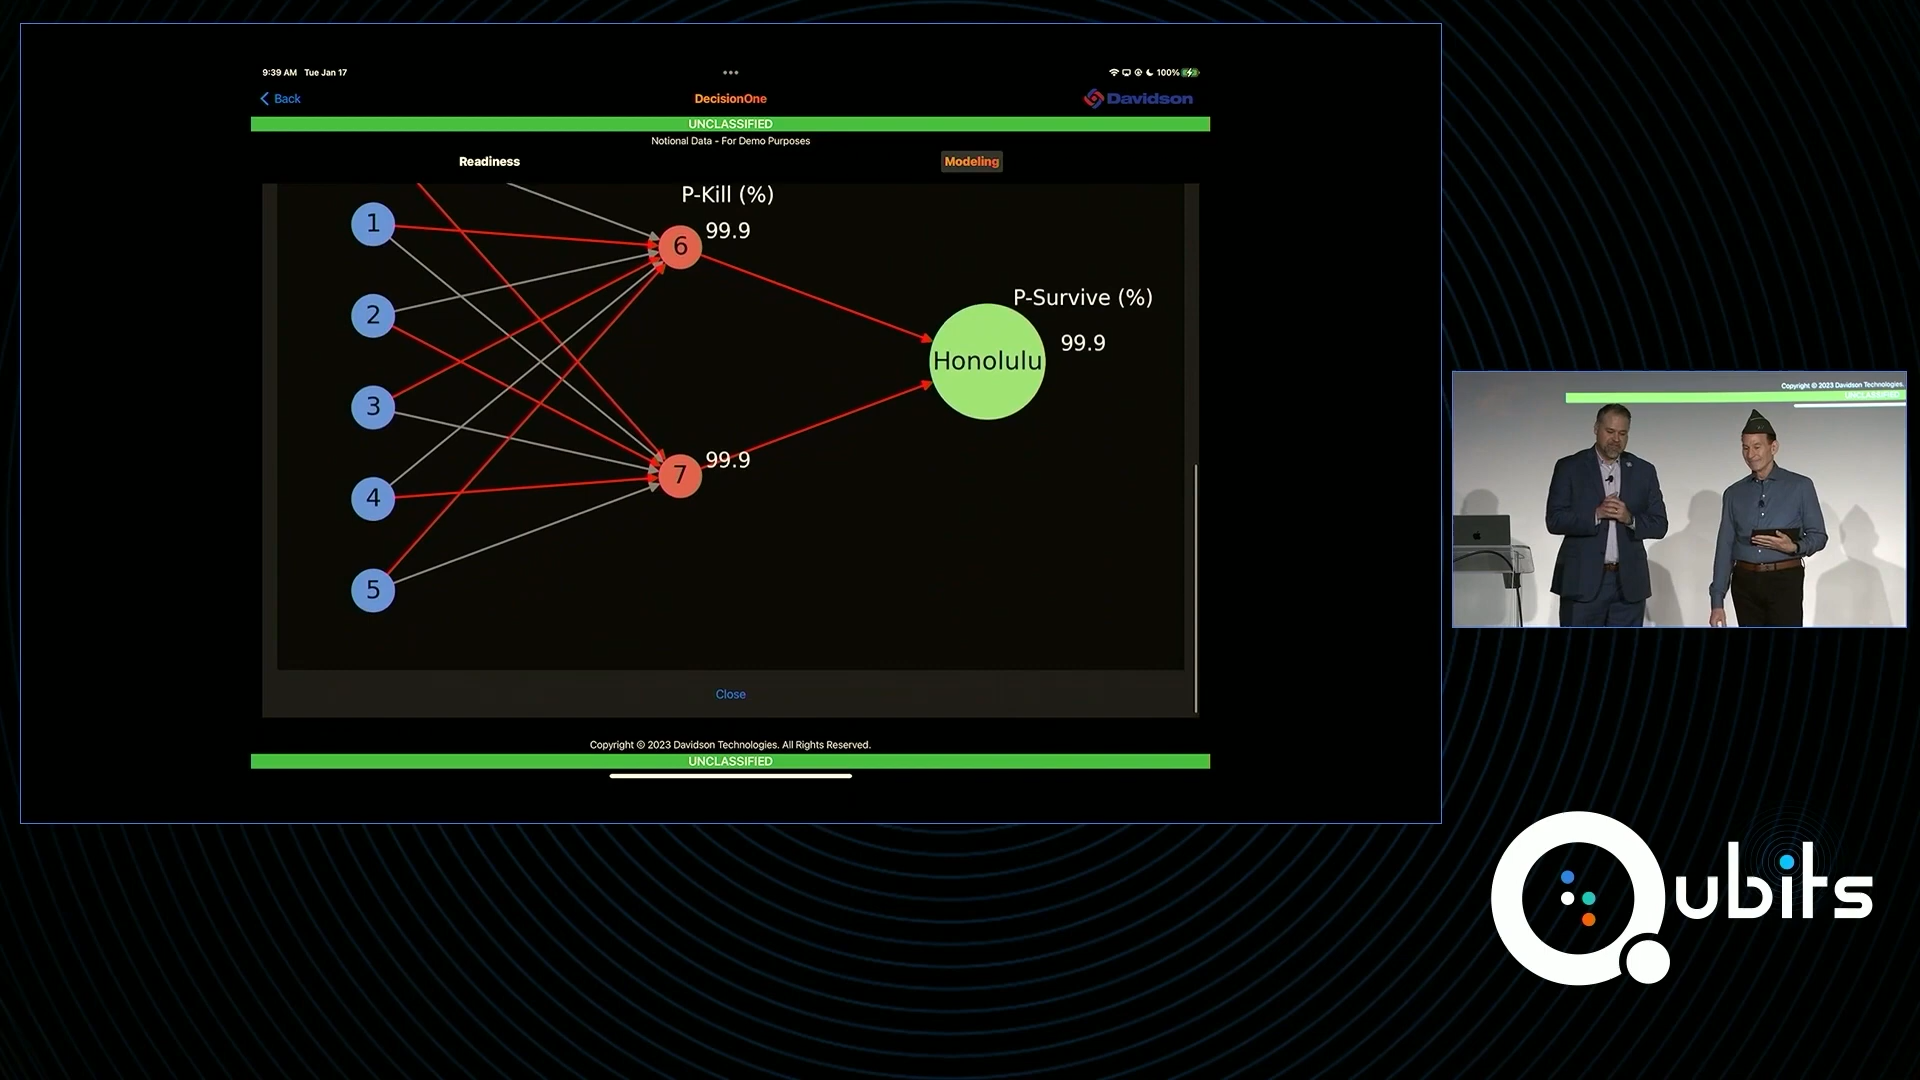 9:39 AM Tue Jan 17
100%
Back
DecisionOne
Davidson
UNCLASSIFIED
Notional Data - For Demo Purposes
Readiness
Modeling
P-Kill (%)
1
6
99.9
P-Survive (%)
2
99.9
Honolulu
3
7
99.9
4
5
Close
Copyright © 2023 Davidson Technologies. All Rights Reserved.
UNCLASSIFIED
Copyright © 2023 Davidson Technologies.
UNCLASSIFIED
Qubits